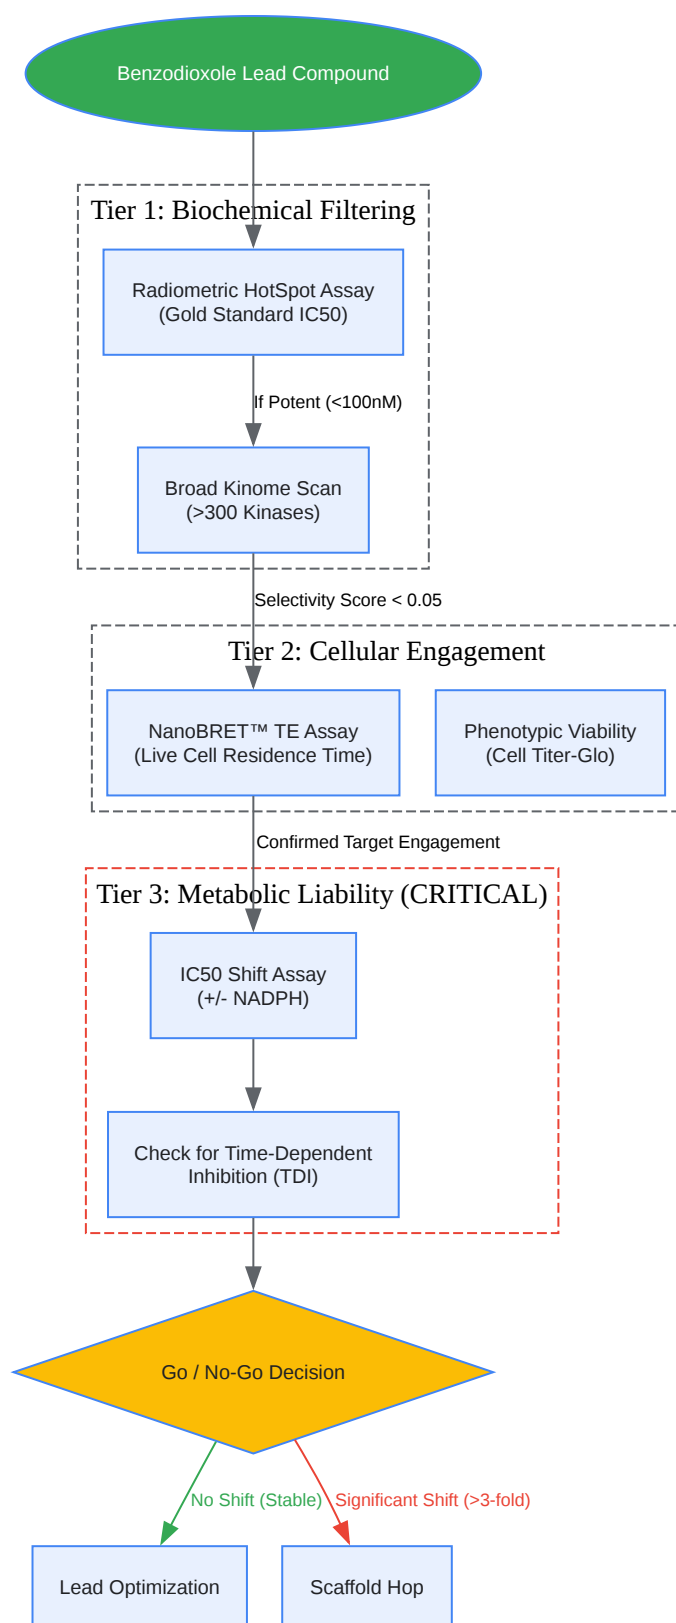 Benzodioxole Lead Compound
Tier 1: Biochemical Filtering
Radiometric HotSpot Assay
(Gold Standard IC50)
If Potent (<100nM)
Broad Kinome Scan
(>300 Kinases)
Selectivity Score < 0.05
Tier 2: Cellular Engagement
NanoBRET™ TE Assay
(Live Cell Residence Time)
Phenotypic Viability
(Cell Titer-Glo)
Confirmed Target Engagement
Tier 3: Metabolic Liability (CRITICAL)
IC50 Shift Assay
(+/- NADPH)
Check for Time-Dependent
Inhibition (TDI)
Go / No-Go Decision
No Shift (Stable)
Significant Shift (>3-fold)
Lead Optimization
Scaffold Hop